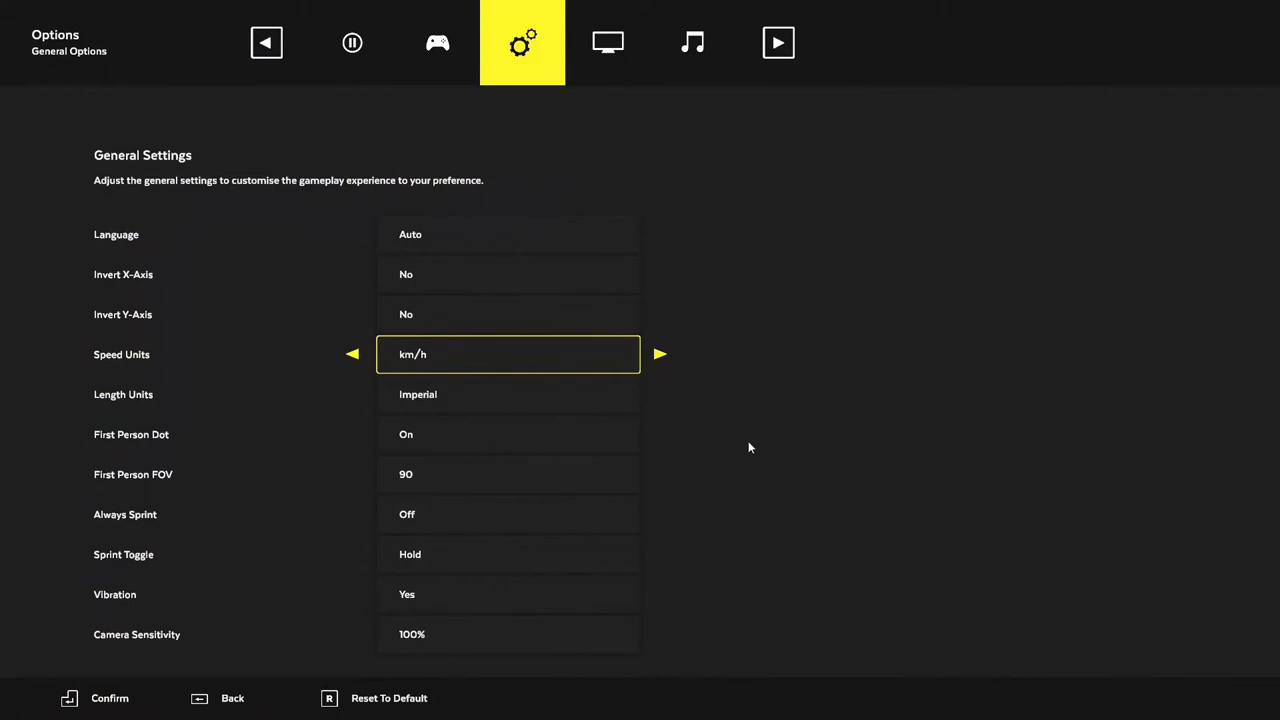 Options
General Options
General Settings
Adjust the general settings to customise the gameplay experience to your preference.
Language Auto
Invert X-Axis No
Invert Y-Axis No
Speed Units km/h
Length Units Imperial
First Person Dot On
First Person FOV 90
Always Sprint Off
Sprint Toggle Hold
Vibration Yes
Camera Sensitivity 100%
Confirm Back R Reset To Default